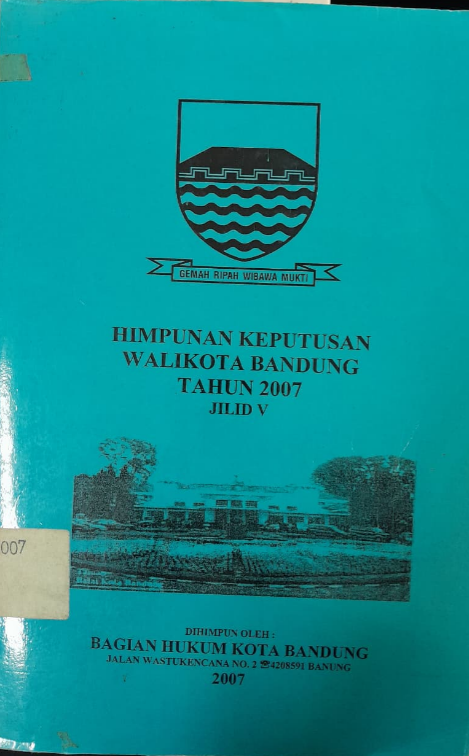 GEMAH RIPAH WIBAWA MUKTI
HIMPUNAN KEPUTUSAN
WALIKOTA BANDUNG
TAHUN 2007
JILID V
007
DIHIMPUN OLEH :
BAGIAN HUKUM KOTA BANDUNG
JALAN WASTUKENCANA NO. 2 ☎4208591 BANUNG
2007